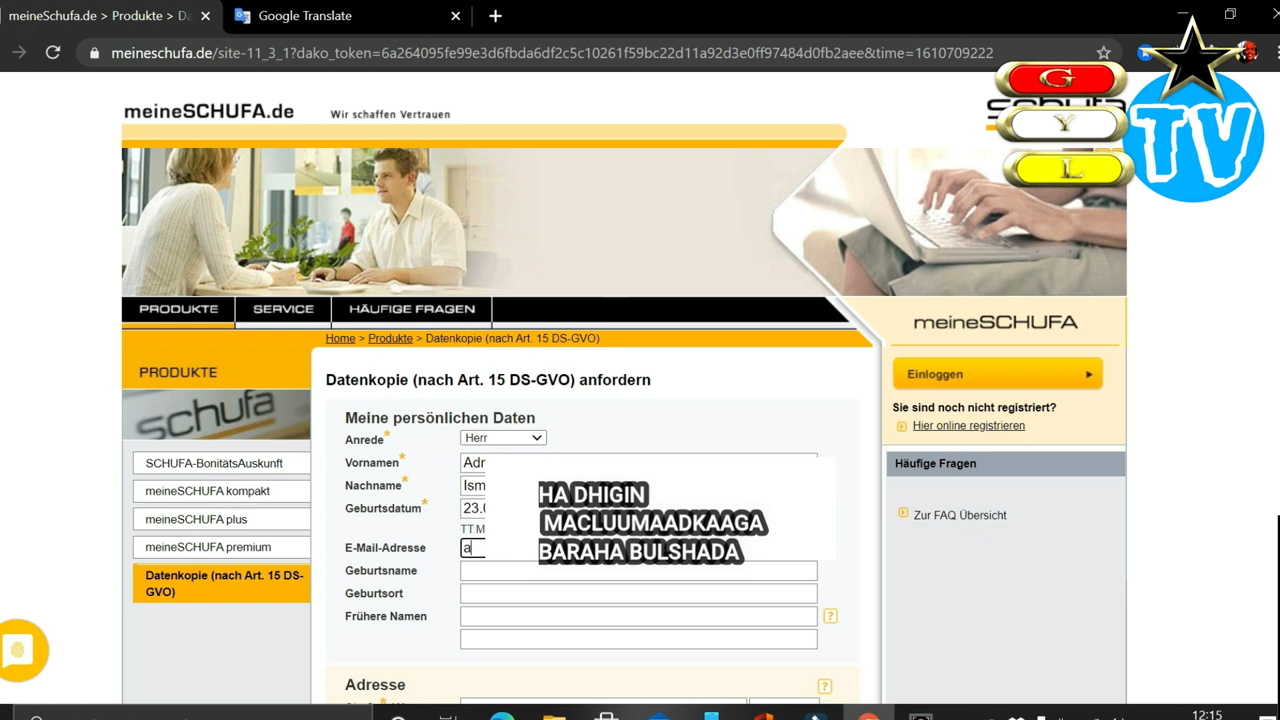 meineSchufa.de > Produkte > Da
Google Translate
meineschufa.de/site-11_3_1?dako_token=6a264095fe99e3d6fbda6df2c5c10261f59bc22d11a92d3e0ff97484d0fb2aee&time=1610709222
G
Y
L
TV
meineSCHUFA.de
Wir schaffen Vertrauen
schufa
PRODUKTE
SERVICE
HÄUFIGE FRAGEN
Home > Produkte > Datenkopie (nach Art. 15 DS-GVO)
PRODUKTE
schufa
SCHUFA-BonitätsAuskunft
meineSCHUFA kompakt
meineSCHUFA plus
meineSCHUFA premium
Datenkopie (nach Art. 15 DS-
GVO)
Datenkopie (nach Art. 15 DS-GVO) anfordern
Meine persönlichen Daten
Anrede* Herr
Vornamen* Adr
Nachname* Ism
Geburtsdatum* 23.
TT.M
E-Mail-Adresse a
Geburtsname
Geburtsort
Frühere Namen ?
HA DHIGIN
MACLUUMAADKAAGA
BARAHA BULSHADA
Adresse ?
meineSCHUFA
Einloggen
Sie sind noch nicht registriert?
Hier online registrieren
Häufige Fragen
Zur FAQ Übersicht
12:15